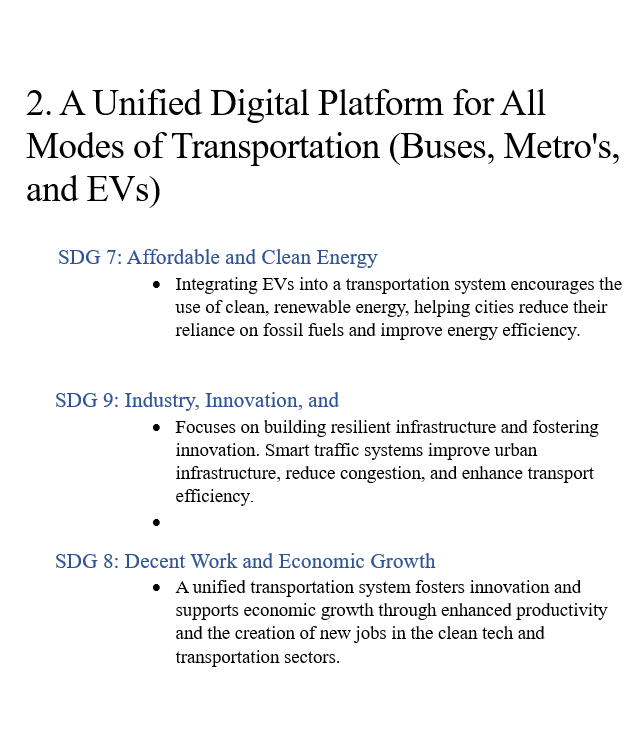 2. A Unified Digital Platform for All
Modes of Transportation (Buses, Metro's,
and EVs)
SDG 7: Affordable and Clean Energy
• Integrating EVs into a transportation system encourages the
use of clean, renewable energy, helping cities reduce their
reliance on fossil fuels and improve energy efficiency.
SDG 9: Industry, Innovation, and
• Focuses on building resilient infrastructure and fostering
innovation. Smart traffic systems improve urban
infrastructure, reduce congestion, and enhance transport
efficiency.
•
SDG 8: Decent Work and Economic Growth
• A unified transportation system fosters innovation and
supports economic growth through enhanced productivity
and the creation of new jobs in the clean tech and
transportation sectors.